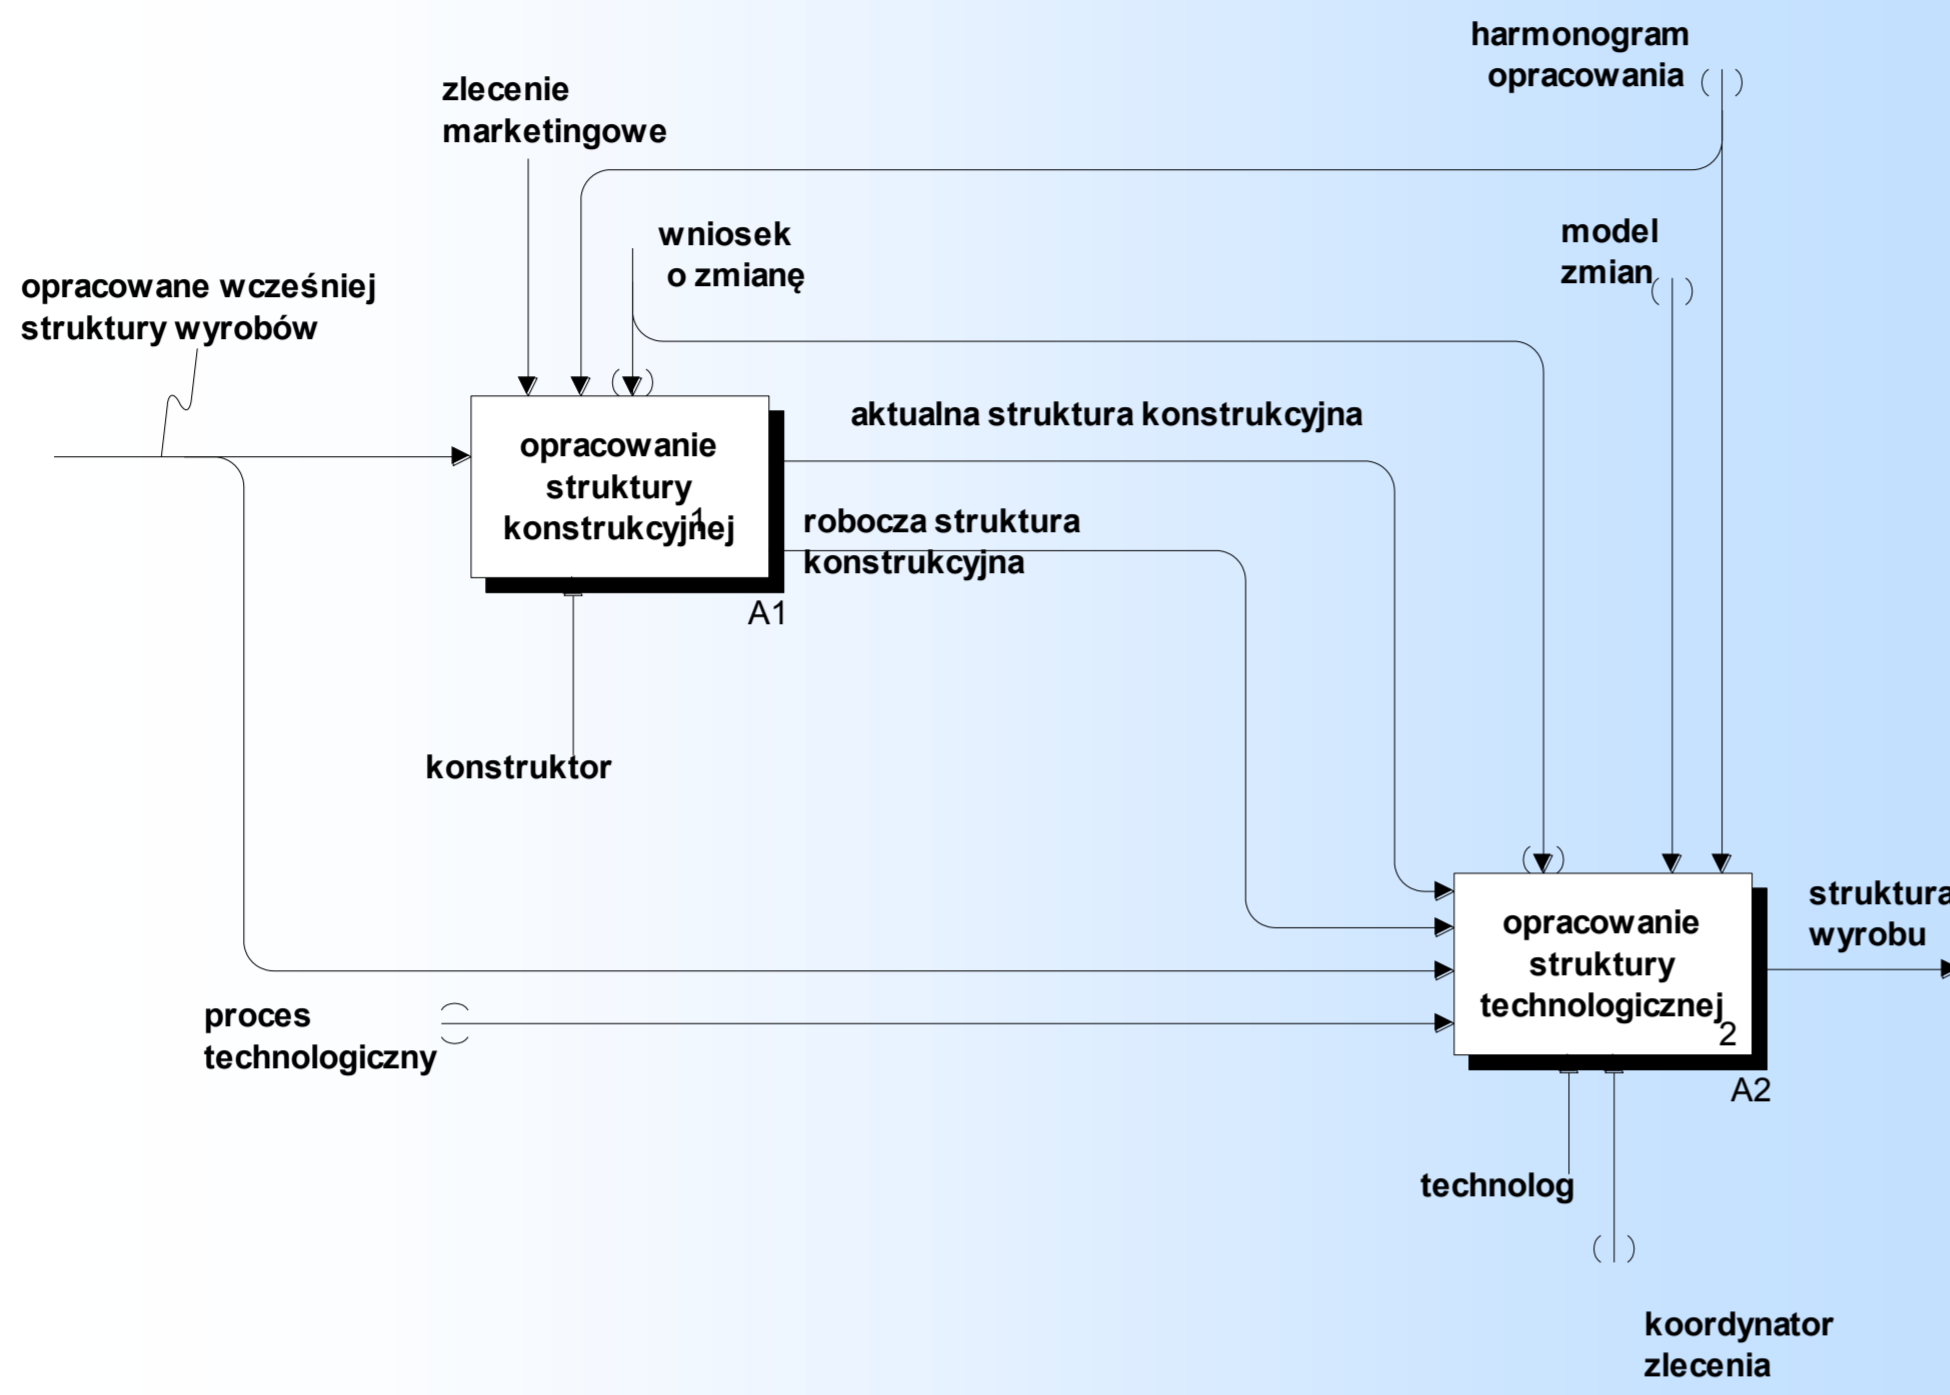 harmonogram
opracowania
zlecenie
marketingowe
wniosek
o zmianę
model
zmian
opracowane wcześniej
struktury wyrobów
aktualna struktura konstrukcyjna
opracowanie
struktury
konstrukcyjnej
1
robocza struktura
konstrukcyjna
A1
konstruktor
struktura
wyrobu
opracowanie
struktury
technologicznej
2
proces
technologiczny
A2
technolog
koordynator
zlecenia